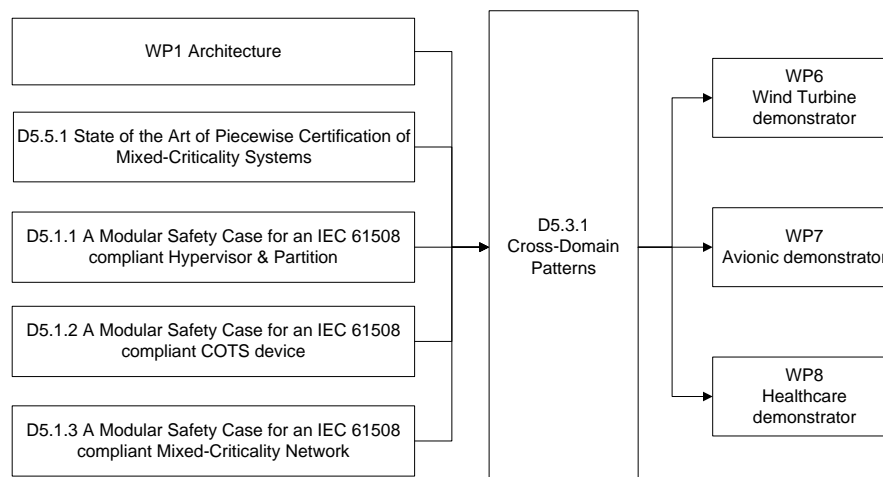 WP1 Architecture
D5.5.1 State of the Art of Piecewise Certification of
Mixed-Criticality Systems
D5.1.1 A Modular Safety Case for an IEC 61508
compliant Hypervisor & Partition
D5.1.2 A Modular Safety Case for an IEC 61508
compliant COTS device
D5.1.3 A Modular Safety Case for an IEC 61508
compliant Mixed-Criticality Network
D5.3.1
Cross-Domain
Patterns
WP6
Wind Turbine
demonstrator
WP7
Avionic demonstrator
WP8
Healthcare
demonstrator